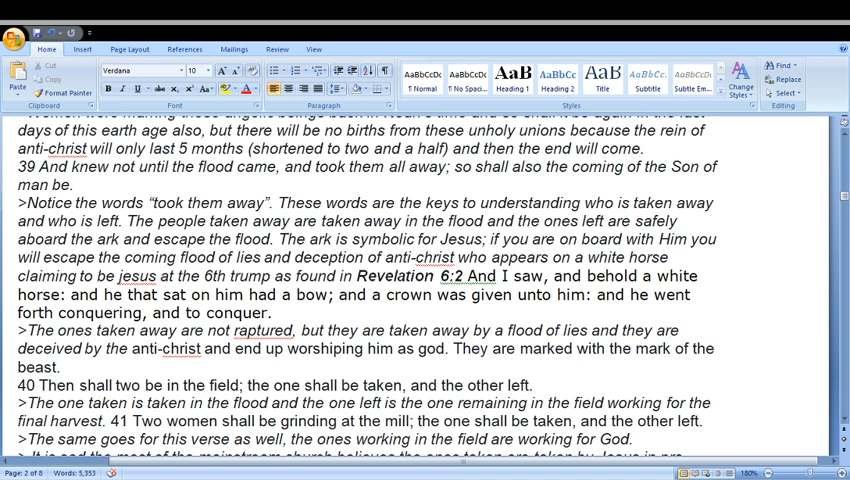 Home Insert Page Layout References Mailings Review View
Paste
Cut
Copy
Format Painter
Clipboard
Verdana 10
Font
Paragraph
AaBbCcDc AaBbCcDc AaB AaBbCc AaB AaBbCc. AaBbCcDc
¶ Normal ¶ No Spaci... Heading 1 Heading 2 Title Subtitle Subtle Em...
Styles
Change
Styles
Find
Replace
Select
Editing
days of this earth age also, but there will be no births from these unholy unions because the rein of
anti-christ will only last 5 months (shortened to two and a half) and then the end will come.
39 And knew not until the flood came, and took them all away; so shall also the coming of the Son of
man be.
>Notice the words “took them away”. These words are the keys to understanding who is taken away
and who is left. The people taken away are taken away in the flood and the ones left are safely
aboard the ark and escape the flood. The ark is symbolic for Jesus; if you are on board with Him you
will escape the coming flood of lies and deception of anti-christ who appears on a white horse
claiming to be jesus at the 6th trump as found in Revelation 6:2 And I saw, and behold a white
horse: and he that sat on him had a bow; and a crown was given unto him: and he went
forth conquering, and to conquer.
>The ones taken away are not raptured, but they are taken away by a flood of lies and they are
deceived by the anti-christ and end up worshiping him as god. They are marked with the mark of the
beast.
40 Then shall two be in the field; the one shall be taken, and the other left.
>The one taken is taken in the flood and the one left is the one remaining in the field working for the
final harvest. 41 Two women shall be grinding at the mill; the one shall be taken, and the other left.
>The same goes for this verse as well, the ones working in the field are working for God.
Page: 2 of 8 Words: 5,353 180%